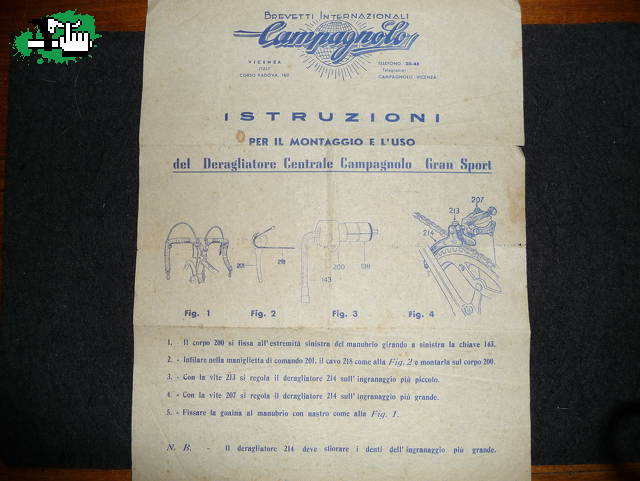 BREVETTI INTERNAZIONALI
Campagnolo
VICENZA
ITALY
CORSO PADOVA, 168
TELEFONO: 30-48
Telegrammi:
CAMPAGNOLO - VICENZA
ISTRUZIONI
PER IL MONTAGGIO E L'USO
del Deragliatore Centrale Campagnolo Gran Sport
201
218
200
138
143
213
207
214
Fig. 1
Fig. 2
Fig. 3
Fig. 4
1. Il corpo 200 si fissa all'estremità sinistra del manubrio girando a sinistra la chiave 143.
2. - Infilare nella maniglietta di comando 201, il cavo 218 come alla Fig. 2 e montarla sul corpo 200.
3. - Con la vite 213 si regola il deragliatore 214 sull'ingranaggio più piccolo.
4. - Con la vite 207 si regola il deragliatore 214 sull'ingranaggio più grande.
5. - Fissare la guaina al manubrio con nastro come alla Fig. 1.
N. B. - Il deragliatore 214 deve sfiorare i denti dell'ingranaggio più grande.